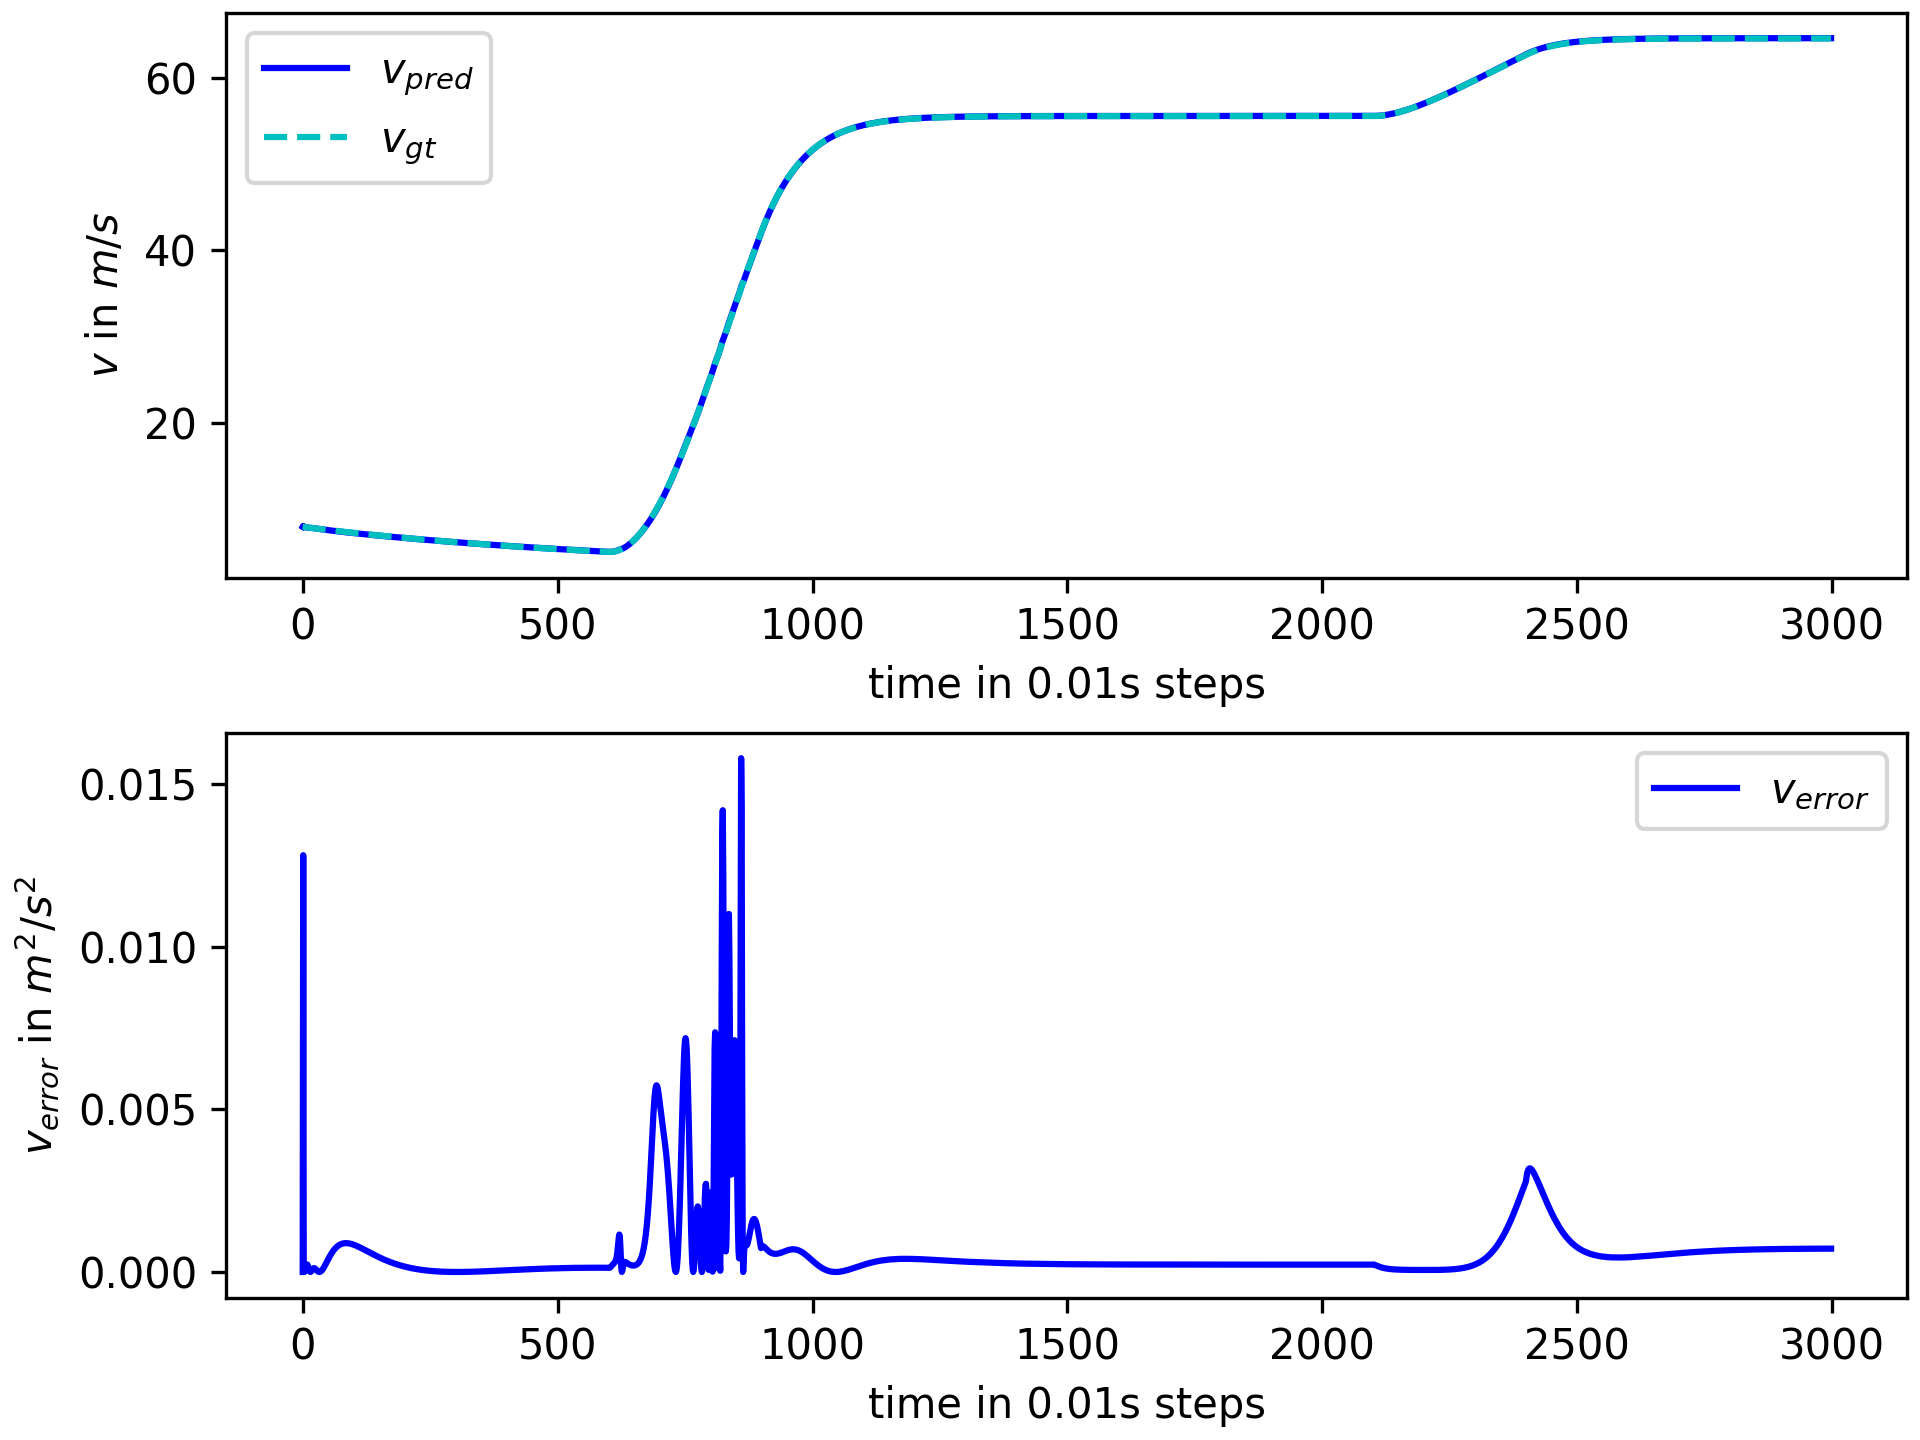 v_pred
v_gt
v in m/s
60
40
20
0 500 1000 1500 2000 2500 3000
time in 0.01s steps
v_error
v_error in m²/s²
0.015
0.010
0.005
0.000
0 500 1000 1500 2000 2500 3000
time in 0.01s steps